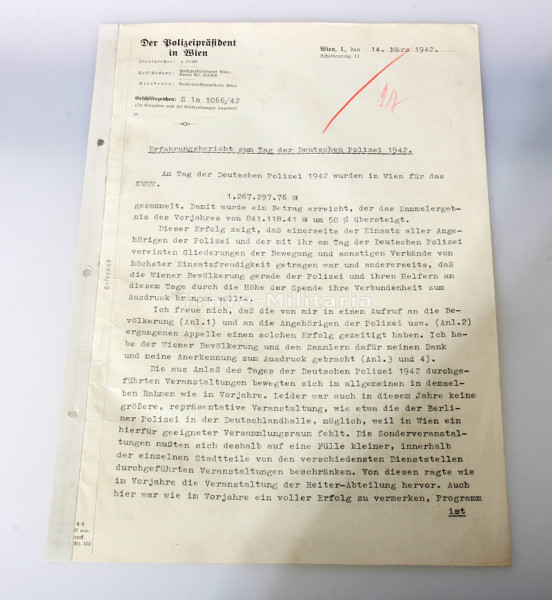 Der Polizeipräsident
in Wien
Wien, I., den 14. März 1942.
Schottenring 11
Geschäftszeichen: S 1a 1066/42
Erfahrungsbericht zum Tag der Deutschen Polizei 1942.
Am Tag der Deutschen Polizei 1942 wurden in Wien für das
1,267.297.76
gesammelt. Damit wurde ein Betrag erreicht, der das Sammelergeb-
nis des Vorjahres von 841.118.41 um 50 % übersteigt.
Dieser Erfolg zeigt, daß einerseits der Einsatz aller Ange-
hörigen der Polizei und der mit ihr am Tag der Deutschen Polizei
vereinten Gliederungen der Bewegung und sonstigen Verbände von
höchster Einsatzfreudigkeit getragen war und andererseits, daß
die Wiener Bevölkerung gerade der Polizei und ihren Helfern an
diesem Tage durch die Höhe der Spende ihre Verbundenheit zum
Ausdruck bringen wollte.
Ich freue mich, daß die von mir in einem Aufruf an die Be-
völkerung (Anl.1) und an die Angehörigen der Polizei usw. (Anl.2)
ergangenen Appelle einen solchen Erfolg gezeitigt haben. Ich ha-
be der Wiener Bevölkerung und den Sammlern dafür meinen Dank
und meine Anerkennung zum Ausdruck gebracht (Anl.3 und 4).
Die aus Anlaß des Tages der Deutschen Polizei 1942 durchge-
führten Veranstaltungen bewegten sich im allgemeinen in demsel-
ben Rahmen wie im Vorjahre. Leider war auch in diesem Jahre keine
größere, repräsentative Veranstaltung, wie etwa die der Berli-
ner Polizei in der Deutschlandhalle, möglich, weil in Wien ein
hierfür geeigneter Versammlungsraum fehlt. Die Sonderveranstal-
tungen mußten sich deshalb auf eine Fülle kleiner, innerhalb
der einzelnen Stadtteile von den verschiedensten Dienststellen
durchgeführten Veranstaltungen beschränken. Von diesen ragte wie
im Vorjahre die Veranstaltung der Reiter-Abteilung hervor. Auch
hier war wie im Vorjahre ein voller Erfolg zu vermerken, Programm
ist